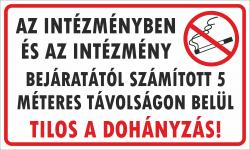 AZ INTÉZMÉNYBEN
ÉS AZ INTÉZMÉNY
BEJÁRATÁTÓL SZÁMÍTOTT 5
MÉTERES TÁVOLSÁGON BELÜL
TILOS A DOHÁNYZÁS!